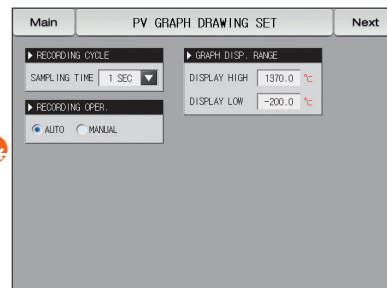 Main PV GRAPH DRAWING SET Next
▶ RECORDING CYCLE
SAMPLING TIME 1 SEC ▼
▶ RECORDING OPER.
AUTO MANUAL
▶ GRAPH DISP. RANGE
DISPLAY HIGH 1370.0 ℃
DISPLAY LOW -200.0 ℃